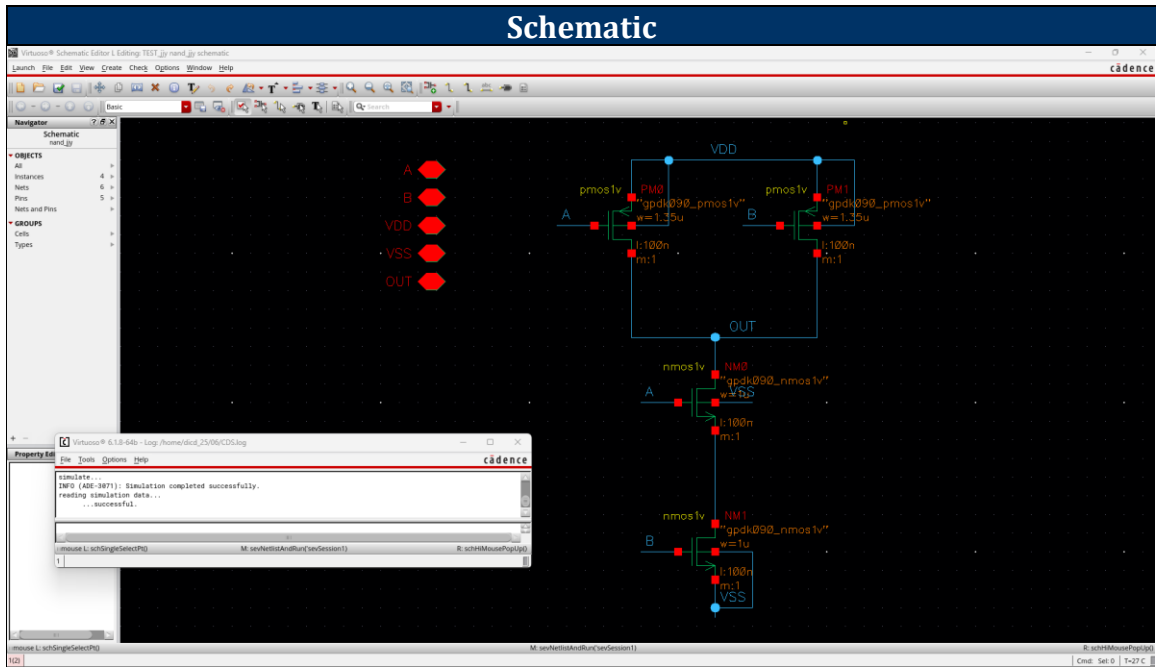 Schematic
Virtuoso® Schematic Editor L Editing: TEST_jjy nand_jjy schematic
Launch File Edit View Create Check Options Window Help
cādence
Basic
Search
Navigator
Schematic
nand_jjy
OBJECTS
All
Instances 4
Nets 6
Pins 5
Nets and Pins
GROUPS
Cells
Types
A
B
VDD
VSS
OUT
VDD
pmos1v PM0
"gpdk090_pmos1v"
A
w=1.35u
l:100n
m:1
pmos1v PM1
"gpdk090_pmos1v"
B
w=1.35u
l:100n
m:1
OUT
nmos1v NM0
"gpdk090_nmos1v"
A
w=1u
VSS
l:100n
m:1
nmos1v NM1
"gpdk090_nmos1v"
B
w=1u
l:100n
m:1
VSS
Virtuoso® 6.1.8-64b - Log: /home/dicd_25/06/CDS.log
File Tools Options Help
cādence
simulate...
INFO (ADE-3071): Simulation completed successfully.
reading simulation data...
...successful.
mouse L: schSingleSelectPt() M: sevNetlistAndRun('sevSession1) R: schHiMousePopUp()
1
mouse L: schSingleSelectPt() M: sevNetlistAndRun('sevSession1) R: schHiMousePopUp()
1(2) Cmd: Sel: 0 T=27 C